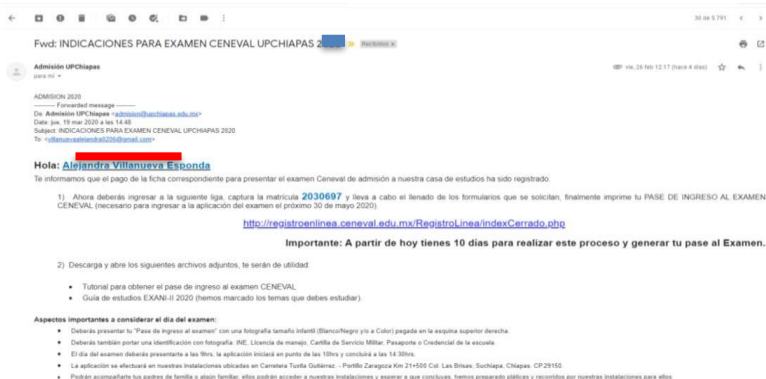 30 de 5 791
Fwd: INDICACIONES PARA EXAMEN CENEVAL UPCHIAPAS 2 Recibidos x
Admisión UPChiapas vie, 26 feb 12:17 (hace 4 días)
para mí
ADMISION 2020
---------- Forwarded message ----------
De: Admisión UPChiapas <admision@upchiapas.edu.mx>
Date: jue, 19 mar 2020 a las 14:48
Subject: INDICACIONES PARA EXAMEN CENEVAL UPCHIAPAS 2020
To: <villanuevaalejandra0206@gmail.com>
Hola: Alejandra Villanueva Esponda
Te informamos que el pago de la ficha correspondiente para presentar el examen Ceneval de admisión a nuestra casa de estudios ha sido registrado.
1) Ahora deberás ingresar a la siguiente liga, captura la matrícula 2030697 y lleva a cabo el llenado de los formularios que se solicitan, finalmente imprime tu PASE DE INGRESO AL EXAMEN
CENEVAL (necesario para ingresar a la aplicación del examen el próximo 30 de mayo 2020)
http://registroenlinea.ceneval.edu.mx/RegistroLinea/indexCerrado.php
Importante: A partir de hoy tienes 10 días para realizar este proceso y generar tu pase al Examen.
2) Descarga y abre los siguientes archivos adjuntos, te serán de utilidad:
• Tutorial para obtener el pase de ingreso al examen CENEVAL
• Guía de estudios EXANI-II 2020 (hemos marcado los temas que debes estudiar).
Aspectos importantes a considerar el día del examen:
• Deberás presentar tu "Pase de ingreso al examen" con una fotografía tamaño infantil (Blanco/Negro y/o a Color) pegada en la esquina superior derecha.
• Deberás también portar una identificación con fotografía: INE, Licencia de manejo, Cartilla de Servicio Militar, Pasaporte o Credencial de la escuela.
• El día del examen deberás presentarte a las 9hrs, la aplicación iniciará en punto de las 10hrs y concluirá a las 14:30hrs.
• La aplicación se efectuará en nuestras instalaciones ubicadas en Carretera Tuxtla Gutiérrez. - Portillo Zaragoza Km 21+500 Col. Las Brisas; Suchiapa, Chiapas. CP.29150.
• Podrán acompañarte tus padres de familia o algún familiar, ellos podrán acceder a nuestras instalaciones y esperar a que concluyas, hemos preparado pláticas y recorridos por nuestras instalaciones para ellos.